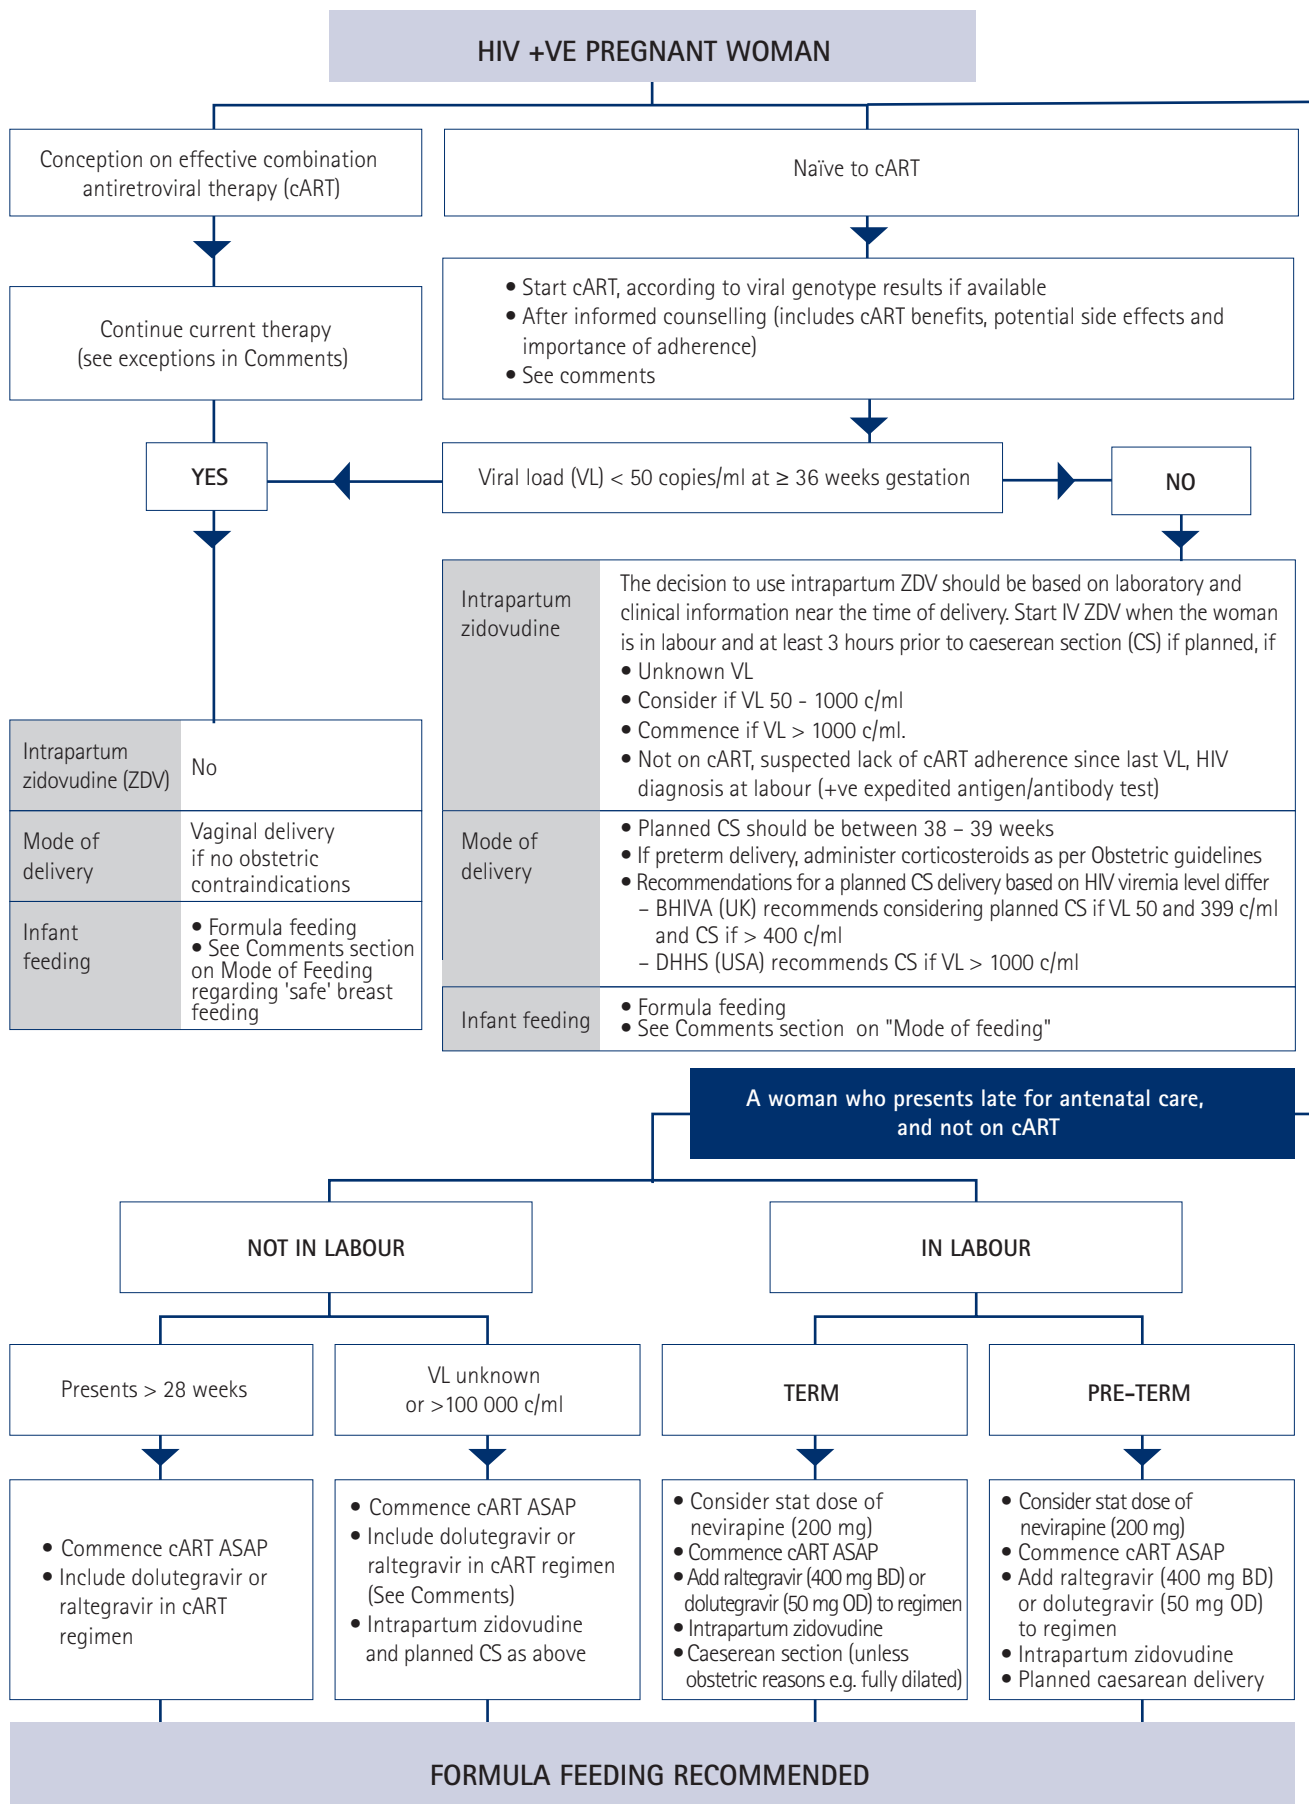 HIV +VE PREGNANT WOMAN
Conception on effective combination
antiretroviral therapy (cART)
Naïve to cART
Continue current therapy
(see exceptions in Comments)
• Start cART, according to viral genotype results if available
• After informed counselling (includes cART benefits, potential side effects and
importance of adherence)
• See comments
YES
Viral load (VL) < 50 copies/ml at ≥ 36 weeks gestation
NO
Intrapartum
zidovudine (ZDV)
No
Mode of
delivery
Vaginal delivery
if no obstetric
contraindications
Infant
feeding
• Formula feeding
• See Comments section
on Mode of Feeding
regarding 'safe' breast
feeding
Intrapartum
zidovudine
The decision to use intrapartum ZDV should be based on laboratory and
clinical information near the time of delivery. Start IV ZDV when the woman
is in labour and at least 3 hours prior to caeserean section (CS) if planned, if
• Unknown VL
• Consider if VL 50 - 1000 c/ml
• Commence if VL > 1000 c/ml.
• Not on cART, suspected lack of cART adherence since last VL, HIV
diagnosis at labour (+ve expedited antigen/antibody test)
Mode of
delivery
• Planned CS should be between 38 – 39 weeks
• If preterm delivery, administer corticosteroids as per Obstetric guidelines
• Recommendations for a planned CS delivery based on HIV viremia level differ
– BHIVA (UK) recommends considering planned CS if VL 50 and 399 c/ml
and CS if > 400 c/ml
– DHHS (USA) recommends CS if VL > 1000 c/ml
Infant feeding
• Formula feeding
• See Comments section on "Mode of feeding"
A woman who presents late for antenatal care,
and not on cART
NOT IN LABOUR
IN LABOUR
Presents > 28 weeks
VL unknown
or >100 000 c/ml
TERM
PRE-TERM
• Commence cART ASAP
• Include dolutegravir or
raltegravir in cART
regimen
• Commence cART ASAP
• Include dolutegravir or
raltegravir in cART regimen
(See Comments)
• Intrapartum zidovudine
and planned CS as above
• Consider stat dose of
nevirapine (200 mg)
• Commence cART ASAP
• Add raltegravir (400 mg BD) or
dolutegravir (50 mg OD) to regimen
• Intrapartum zidovudine
• Caeserean section (unless
obstetric reasons e.g. fully dilated)
• Consider stat dose of
nevirapine (200 mg)
• Commence cART ASAP
• Add raltegravir (400 mg BD)
or dolutegravir (50 mg OD)
to regimen
• Intrapartum zidovudine
• Planned caesarean delivery
FORMULA FEEDING RECOMMENDED